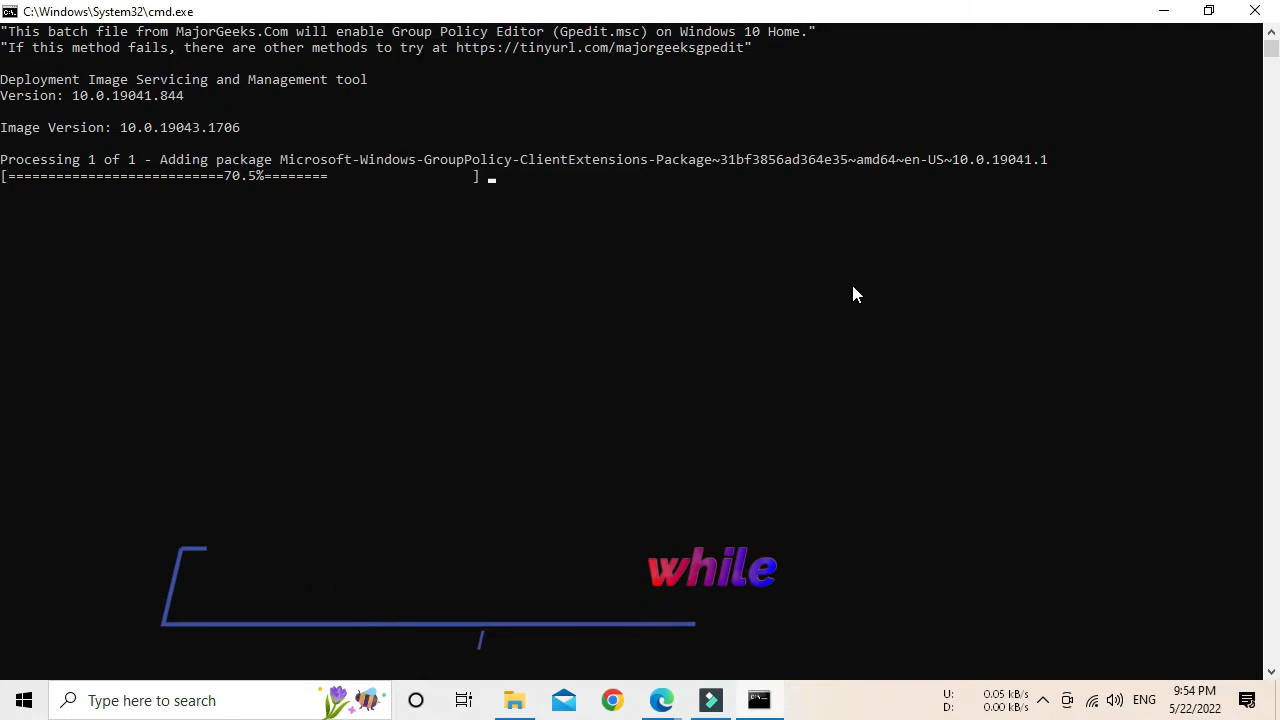 C:\Windows\System32\cmd.exe
"This batch file from MajorGeeks.Com will enable Group Policy Editor (Gpedit.msc) on Windows 10 Home."
"If this method fails, there are other methods to try at https://tinyurl.com/majorgeeksgpedit"
Deployment Image Servicing and Management tool
Version: 10.0.19041.844
Image Version: 10.0.19043.1706
Processing 1 of 1 - Adding package Microsoft-Windows-GroupPolicy-ClientExtensions-Package~31bf3856ad364e35~amd64~en-US~10.0.19041.1
[===========================70.5%======== ]
while
Type here to search
U: 0.05 kB/s
D: 0.00 kB/s
ENG
9:54 PM
5/22/2022